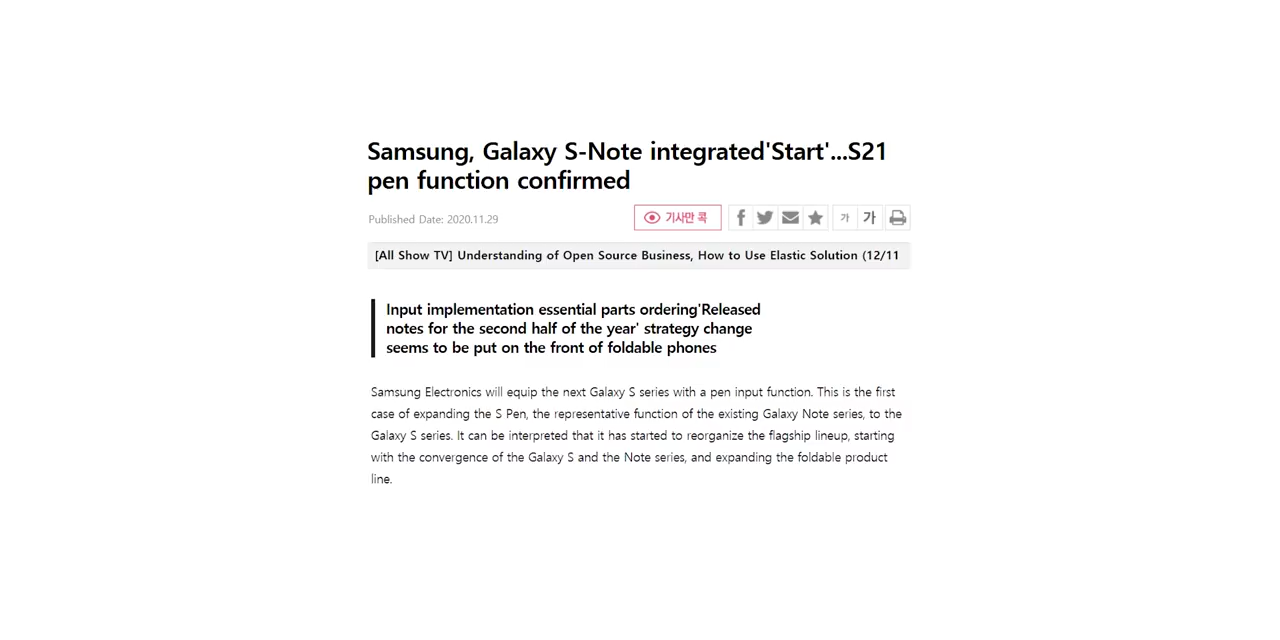 Samsung, Galaxy S-Note integrated'Start'...S21
pen function confirmed
Published Date: 2020.11.29
기사만 콕
가 가
[All Show TV] Understanding of Open Source Business, How to Use Elastic Solution (12/11
Input implementation essential parts ordering'Released
notes for the second half of the year' strategy change
seems to be put on the front of foldable phones
Samsung Electronics will equip the next Galaxy S series with a pen input function. This is the first
case of expanding the S Pen, the representative function of the existing Galaxy Note series, to the
Galaxy S series. It can be interpreted that it has started to reorganize the flagship lineup, starting
with the convergence of the Galaxy S and the Note series, and expanding the foldable product
line.